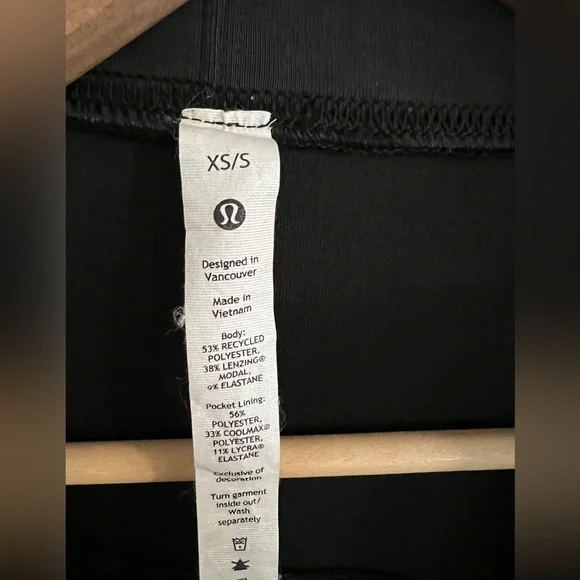 XS/S
Designed in
Vancouver
Made in
Vietnam
Body:
53% RECYCLED
POLYESTER,
38% LENZING®
MODAL,
9% ELASTANE
Pocket Lining:
56%
POLYESTER,
33% COOLMAX®
POLYESTER,
11% LYCRA®
ELASTANE
Exclusive of
decoration
Turn garment
inside out/
Wash
separately